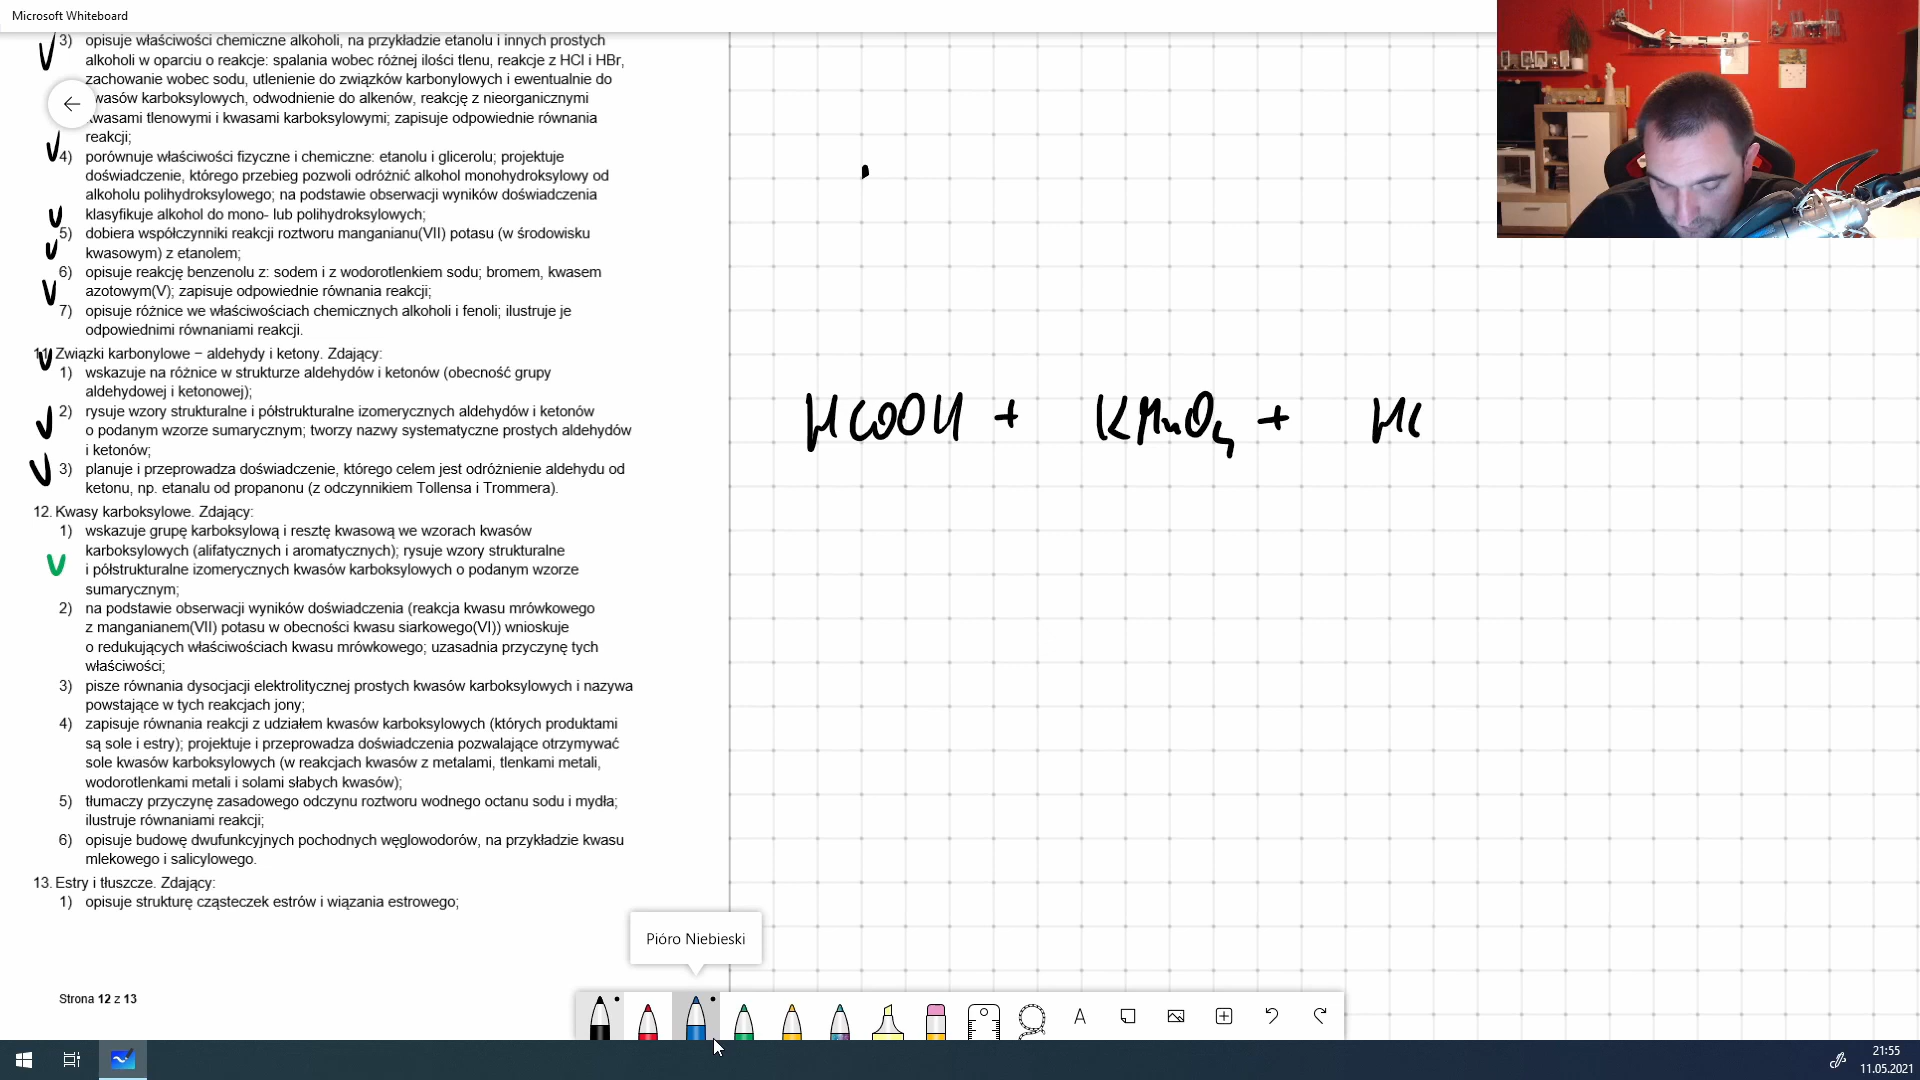 Microsoft Whiteboard
3) opisuje właściwości chemiczne alkoholi, na przykładzie etanolu i innych prostych
alkoholi w oparciu o reakcje: spalania wobec różnej ilości tlenu, reakcje z HCl i HBr,
zachowanie wobec sodu, utlenienie do związków karbonylowych i ewentualnie do
kwasów karboksylowych, odwodnienie do alkenów, reakcję z nieorganicznymi
kwasami tlenowymi i kwasami karboksylowymi; zapisuje odpowiednie równania
reakcji;
4) porównuje właściwości fizyczne i chemiczne: etanolu i glicerolu; projektuje
doświadczenie, którego przebieg pozwoli odróżnić alkohol monohydroksylowy od
alkoholu polihydroksylowego; na podstawie obserwacji wyników doświadczenia
klasyfikuje alkohol do mono- lub polihydroksylowych;
5) dobiera współczynniki reakcji roztworu manganianu(VII) potasu (w środowisku
kwasowym) z etanolem;
6) opisuje reakcję benzenolu z: sodem i z wodorotlenkiem sodu; bromem, kwasem
azotowym(V); zapisuje odpowiednie równania reakcji;
7) opisuje różnice we właściwościach chemicznych alkoholi i fenoli; ilustruje je
odpowiednimi równaniami reakcji.
11. Związki karbonylowe − aldehydy i ketony. Zdający:
1) wskazuje na różnice w strukturze aldehydów i ketonów (obecność grupy
aldehydowej i ketonowej);
2) rysuje wzory strukturalne i półstrukturalne izomerycznych aldehydów i ketonów
o podanym wzorze sumarycznym; tworzy nazwy systematyczne prostych aldehydów
i ketonów;
3) planuje i przeprowadza doświadczenie, którego celem jest odróżnienie aldehydu od
ketonu, np. etanalu od propanonu (z odczynnikiem Tollensa i Trommera).
12. Kwasy karboksylowe. Zdający:
1) wskazuje grupę karboksylową i resztę kwasową we wzorach kwasów
karboksylowych (alifatycznych i aromatycznych); rysuje wzory strukturalne
i półstrukturalne izomerycznych kwasów karboksylowych o podanym wzorze
sumarycznym;
2) na podstawie obserwacji wyników doświadczenia (reakcja kwasu mrówkowego
z manganianem(VII) potasu w obecności kwasu siarkowego(VI)) wnioskuje
o redukujących właściwościach kwasu mrówkowego; uzasadnia przyczynę tych
właściwości;
3) pisze równania dysocjacji elektrolitycznej prostych kwasów karboksylowych i nazywa
powstające w tych reakcjach jony;
4) zapisuje równania reakcji z udziałem kwasów karboksylowych (których produktami
są sole i estry); projektuje i przeprowadza doświadczenia pozwalające otrzymywać
sole kwasów karboksylowych (w reakcjach kwasów z metalami, tlenkami metali,
wodorotlenkami metali i solami słabych kwasów);
5) tłumaczy przyczynę zasadowego odczynu roztworu wodnego octanu sodu i mydła;
ilustruje równaniami reakcji;
6) opisuje budowę dwufunkcyjnych pochodnych węglowodorów, na przykładzie kwasu
mlekowego i salicylowego.
13. Estry i tłuszcze. Zdający:
1) opisuje strukturę cząsteczek estrów i wiązania estrowego;
Strona 12 z 13
HCOOH + KMnO4 + HC
Pióro Niebieski
21:55
11.05.2021